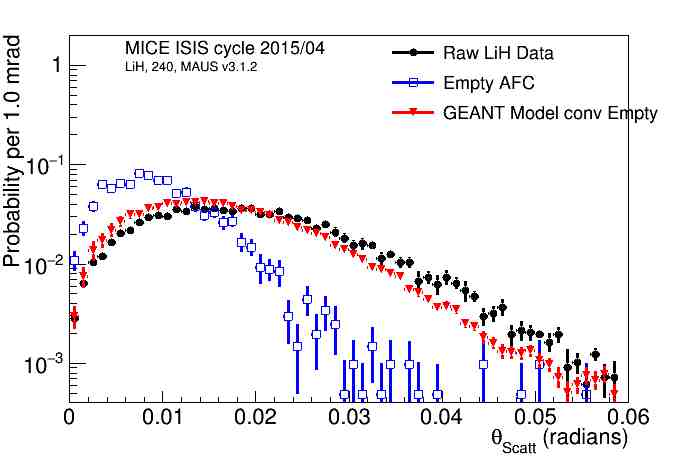 MICE ISIS cycle 2015/04
LiH, 240, MAUS v3.1.2
Raw LiH Data
Empty AFC
GEANT Model conv Empty
Probability per 1.0 mrad
1
10⁻¹
10⁻²
10⁻³
0 0.01 0.02 0.03 0.04 0.05 0.06
θScatt (radians)